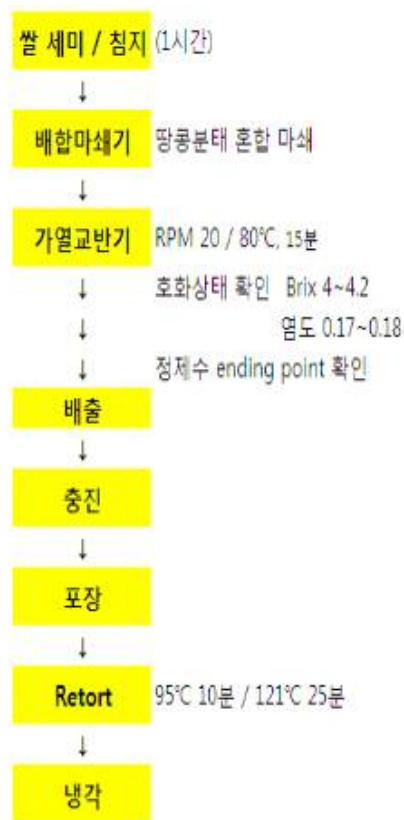 쌀 세미 / 침지 (1시간)
↓
배합마쇄기 땅콩분태 혼합 마쇄
↓
가열교반기 RPM 20 / 80℃, 15분
↓ 호화상태 확인 Brix 4~4.2
↓ 염도 0.17~0.18
↓ 정제수 ending point 확인
배출
↓
충진
↓
포장
↓
Retort 95℃ 10분 / 121℃ 25분
↓
냉각